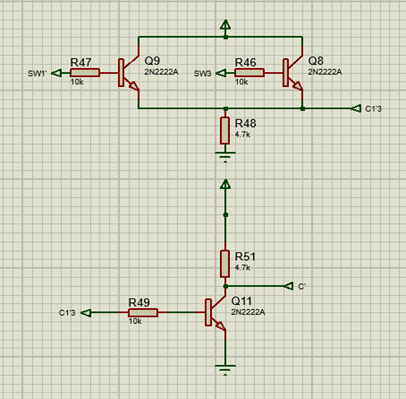 R47
10k
SW1'
Q9
2N2222A
R46
10k
SW3
Q8
2N2222A
C1'3
R48
4.7k
R51
4.7k
C'
R49
10k
C1'3
Q11
2N2222A